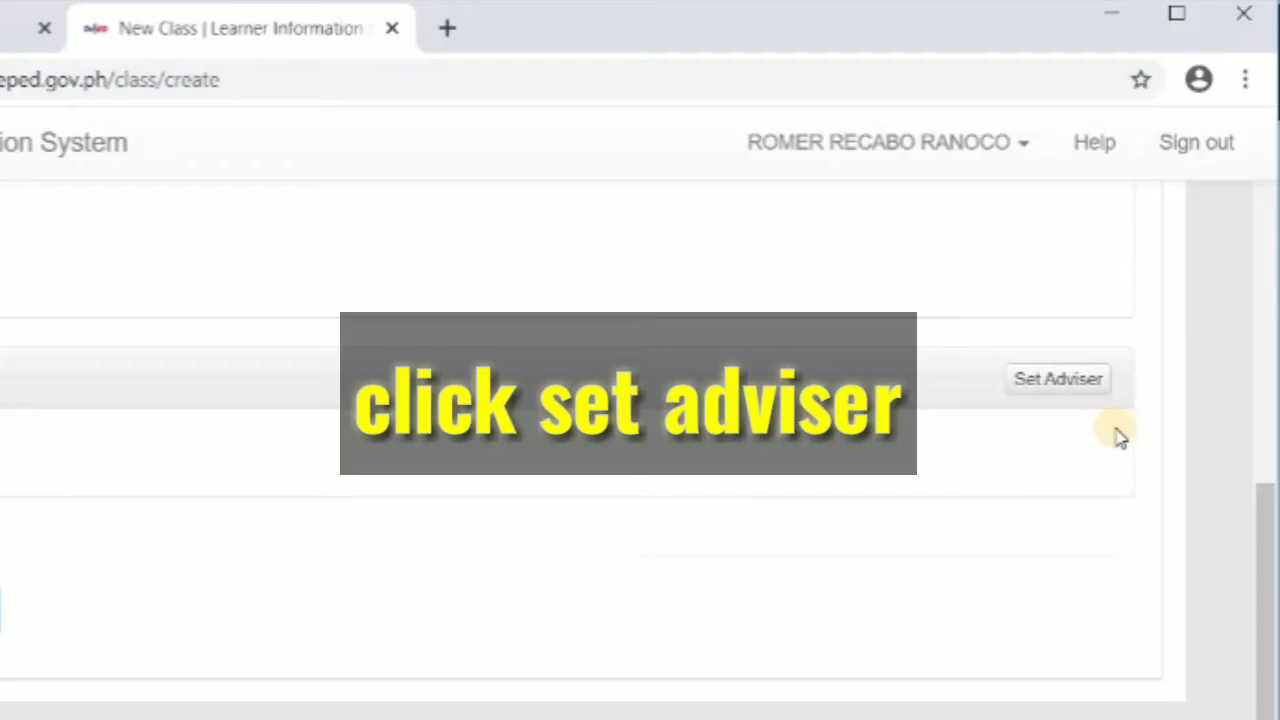 New Class | Learner Information
eped.gov.ph/class/create
ion System
ROMER RECABO RANOCO
Help
Sign out
click set adviser
Set Adviser